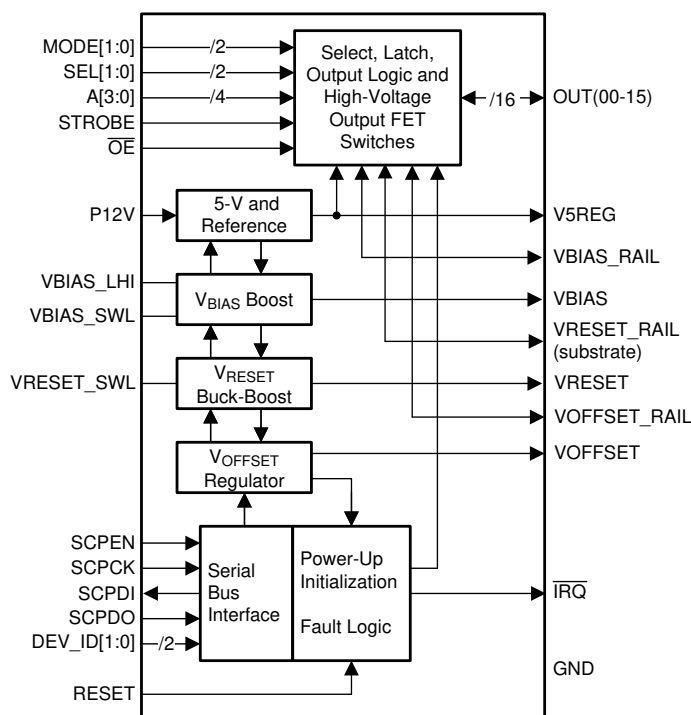 MODE[1:0]
/2
SEL[1:0]
/2
A[3:0]
/4
STROBE
OE
Select, Latch,
Output Logic and
High-Voltage
Output FET
Switches
/16
OUT(00-15)
P12V
5-V and
Reference
V5REG
VBIAS_RAIL
VBIAS_LHI
VBIAS_SWL
VBIAS Boost
VBIAS
VRESET_RAIL
(substrate)
VRESET_SWL
VRESET
Buck-Boost
VRESET
VOFFSET_RAIL
VOFFSET
Regulator
VOFFSET
SCPEN
SCPCK
SCPDI
SCPDO
DEV_ID[1:0]
/2
Serial
Bus
Interface
Power-Up
Initialization
Fault Logic
IRQ
GND
RESET